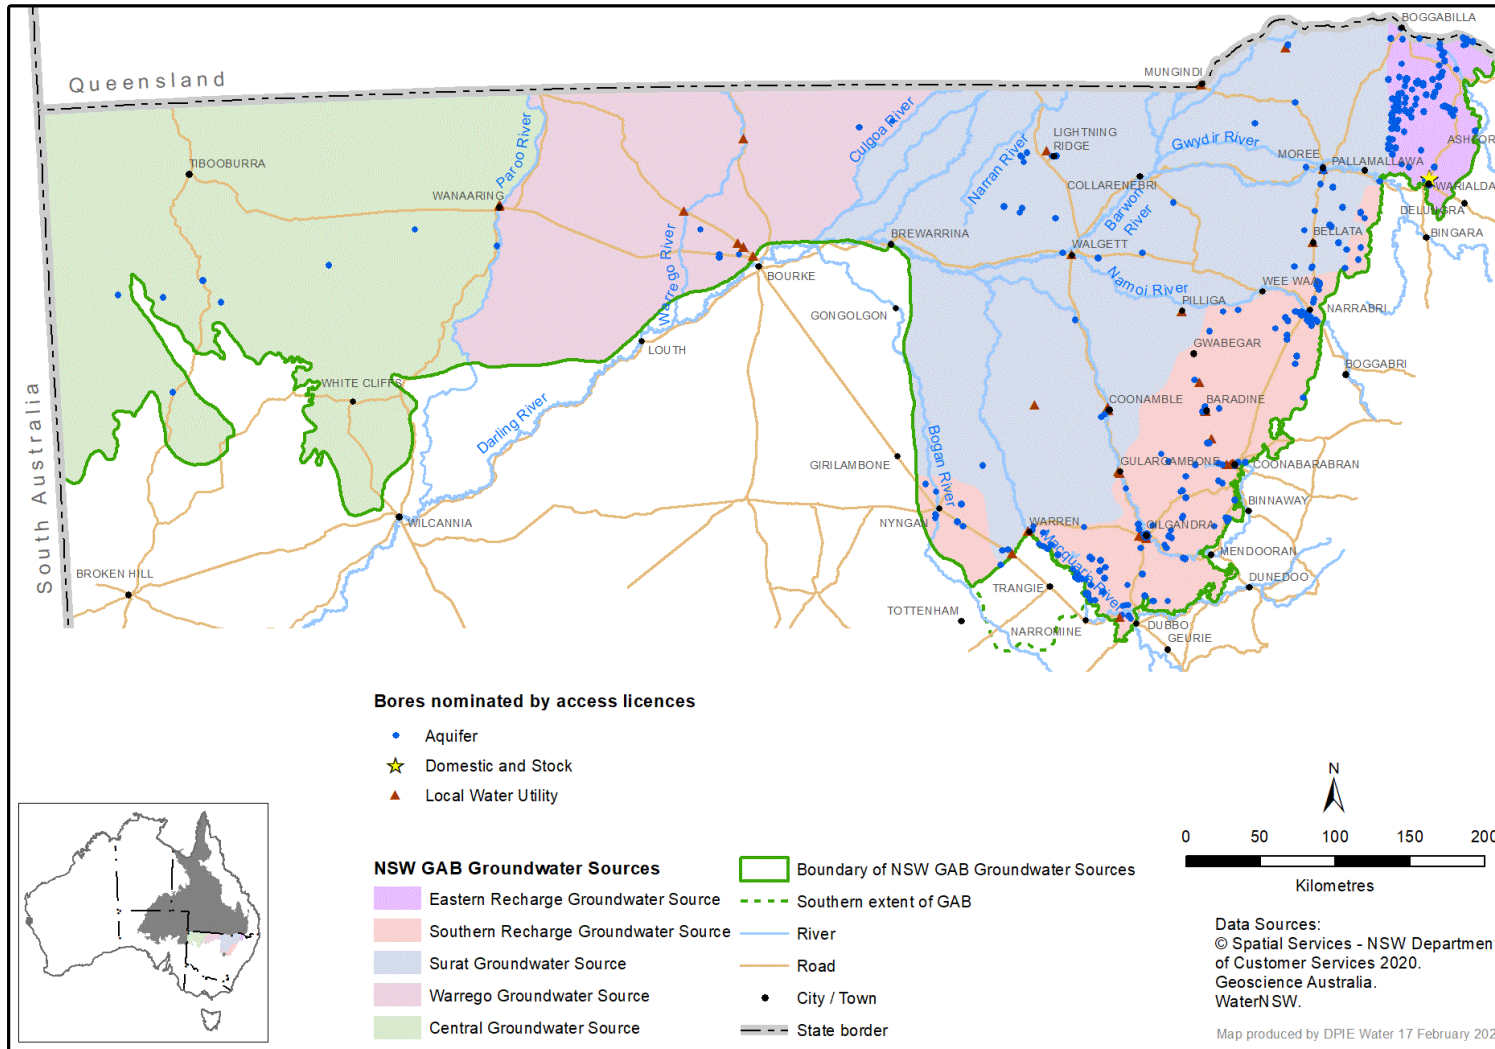 BOGGABILLA
Queensland
MUNGINDI
Culgoa River
LIGHTNING
RIDGE
Gwydir River
ASHFOR
Paroo River
TIBOOBURRA
Narran River
MOREE
PALLAMALLAWA
COLLARENEBRI
WARIALDA
WANAARING
Barwon
River
DELUNGRA
BELLATA
BINGARA
BREWARRINA
WALGETT
Warrego River
BOURKE
Namoi River
WEE WAA
PILLIGA
NARRABRI
GONGOLGON
GWABEGAR
LOUTH
BOGGABRI
WHITE CLIFFS
COONAMBLE
BARADINE
Darling River
South Australia
Bogan River
GIRILAMBONE
GULARGAMBONE
COONABARABRAN
BINNAWAY
WILCANNIA
NYNGAN
WARREN
GILGANDRA
Macquarie River
MENDOORAN
BROKEN HILL
TRANGIE
DUNEDOO
TOTTENHAM
NARROMINE
DUBBO
GEURIE
Bores nominated by access licences
Aquifer
Domestic and Stock
Local Water Utility
N
0 50 100 150 200
Kilometres
NSW GAB Groundwater Sources
Eastern Recharge Groundwater Source
Southern Recharge Groundwater Source
Surat Groundwater Source
Warrego Groundwater Source
Central Groundwater Source
Boundary of NSW GAB Groundwater Sources
Southern extent of GAB
River
Road
City / Town
State border
Data Sources:
© Spatial Services - NSW Department
of Customer Services 2020.
Geoscience Australia.
WaterNSW.
Map produced by DPIE Water 17 February 202